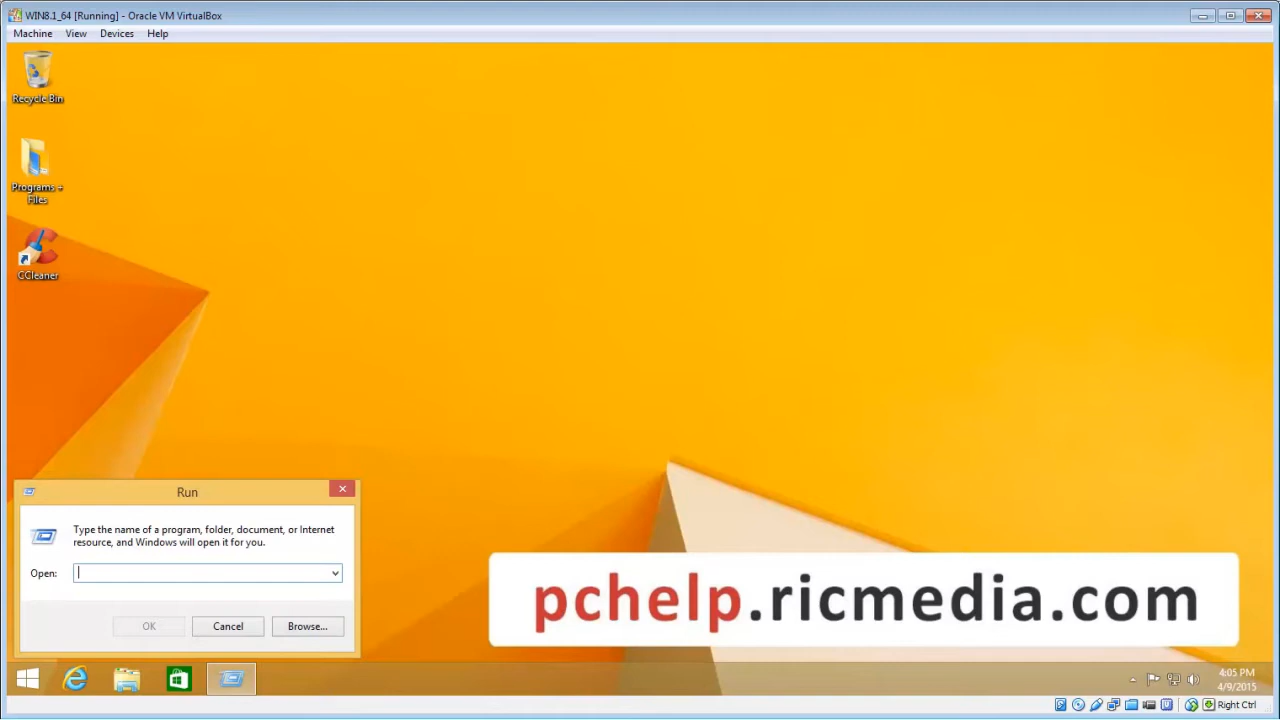 WIN8.1_64 [Running] - Oracle VM VirtualBox
Machine View Devices Help
Recycle Bin
Programs +
Files
CCleaner
Run
Type the name of a program, folder, document, or Internet
resource, and Windows will open it for you.
Open:
OK Cancel Browse...
pchelp.ricmedia.com
4:05 PM
4/9/2015
Right Ctrl